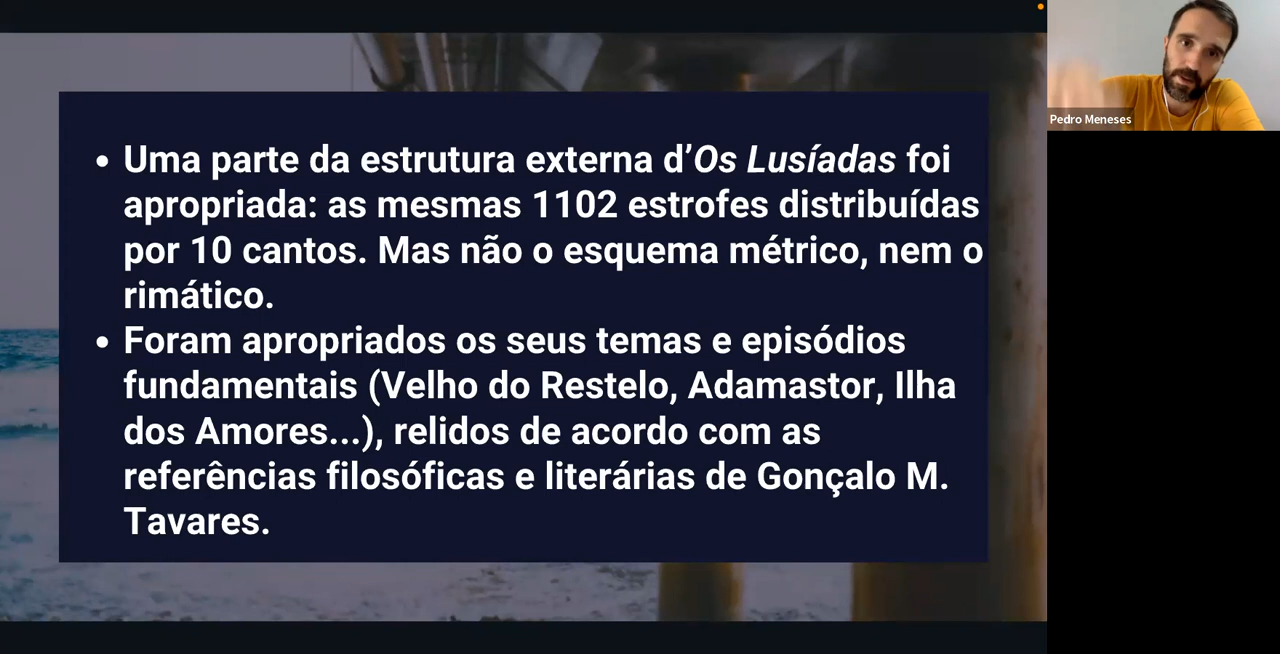 Uma parte da estrutura externa d’Os Lusíadas foi
apropriada: as mesmas 1102 estrofes distribuídas
por 10 cantos. Mas não o esquema métrico, nem o
rimático.
Foram apropriados os seus temas e episódios
fundamentais (Velho do Restelo, Adamastor, Ilha
dos Amores...), relidos de acordo com as
referências filosóficas e literárias de Gonçalo M.
Tavares.
Pedro Meneses